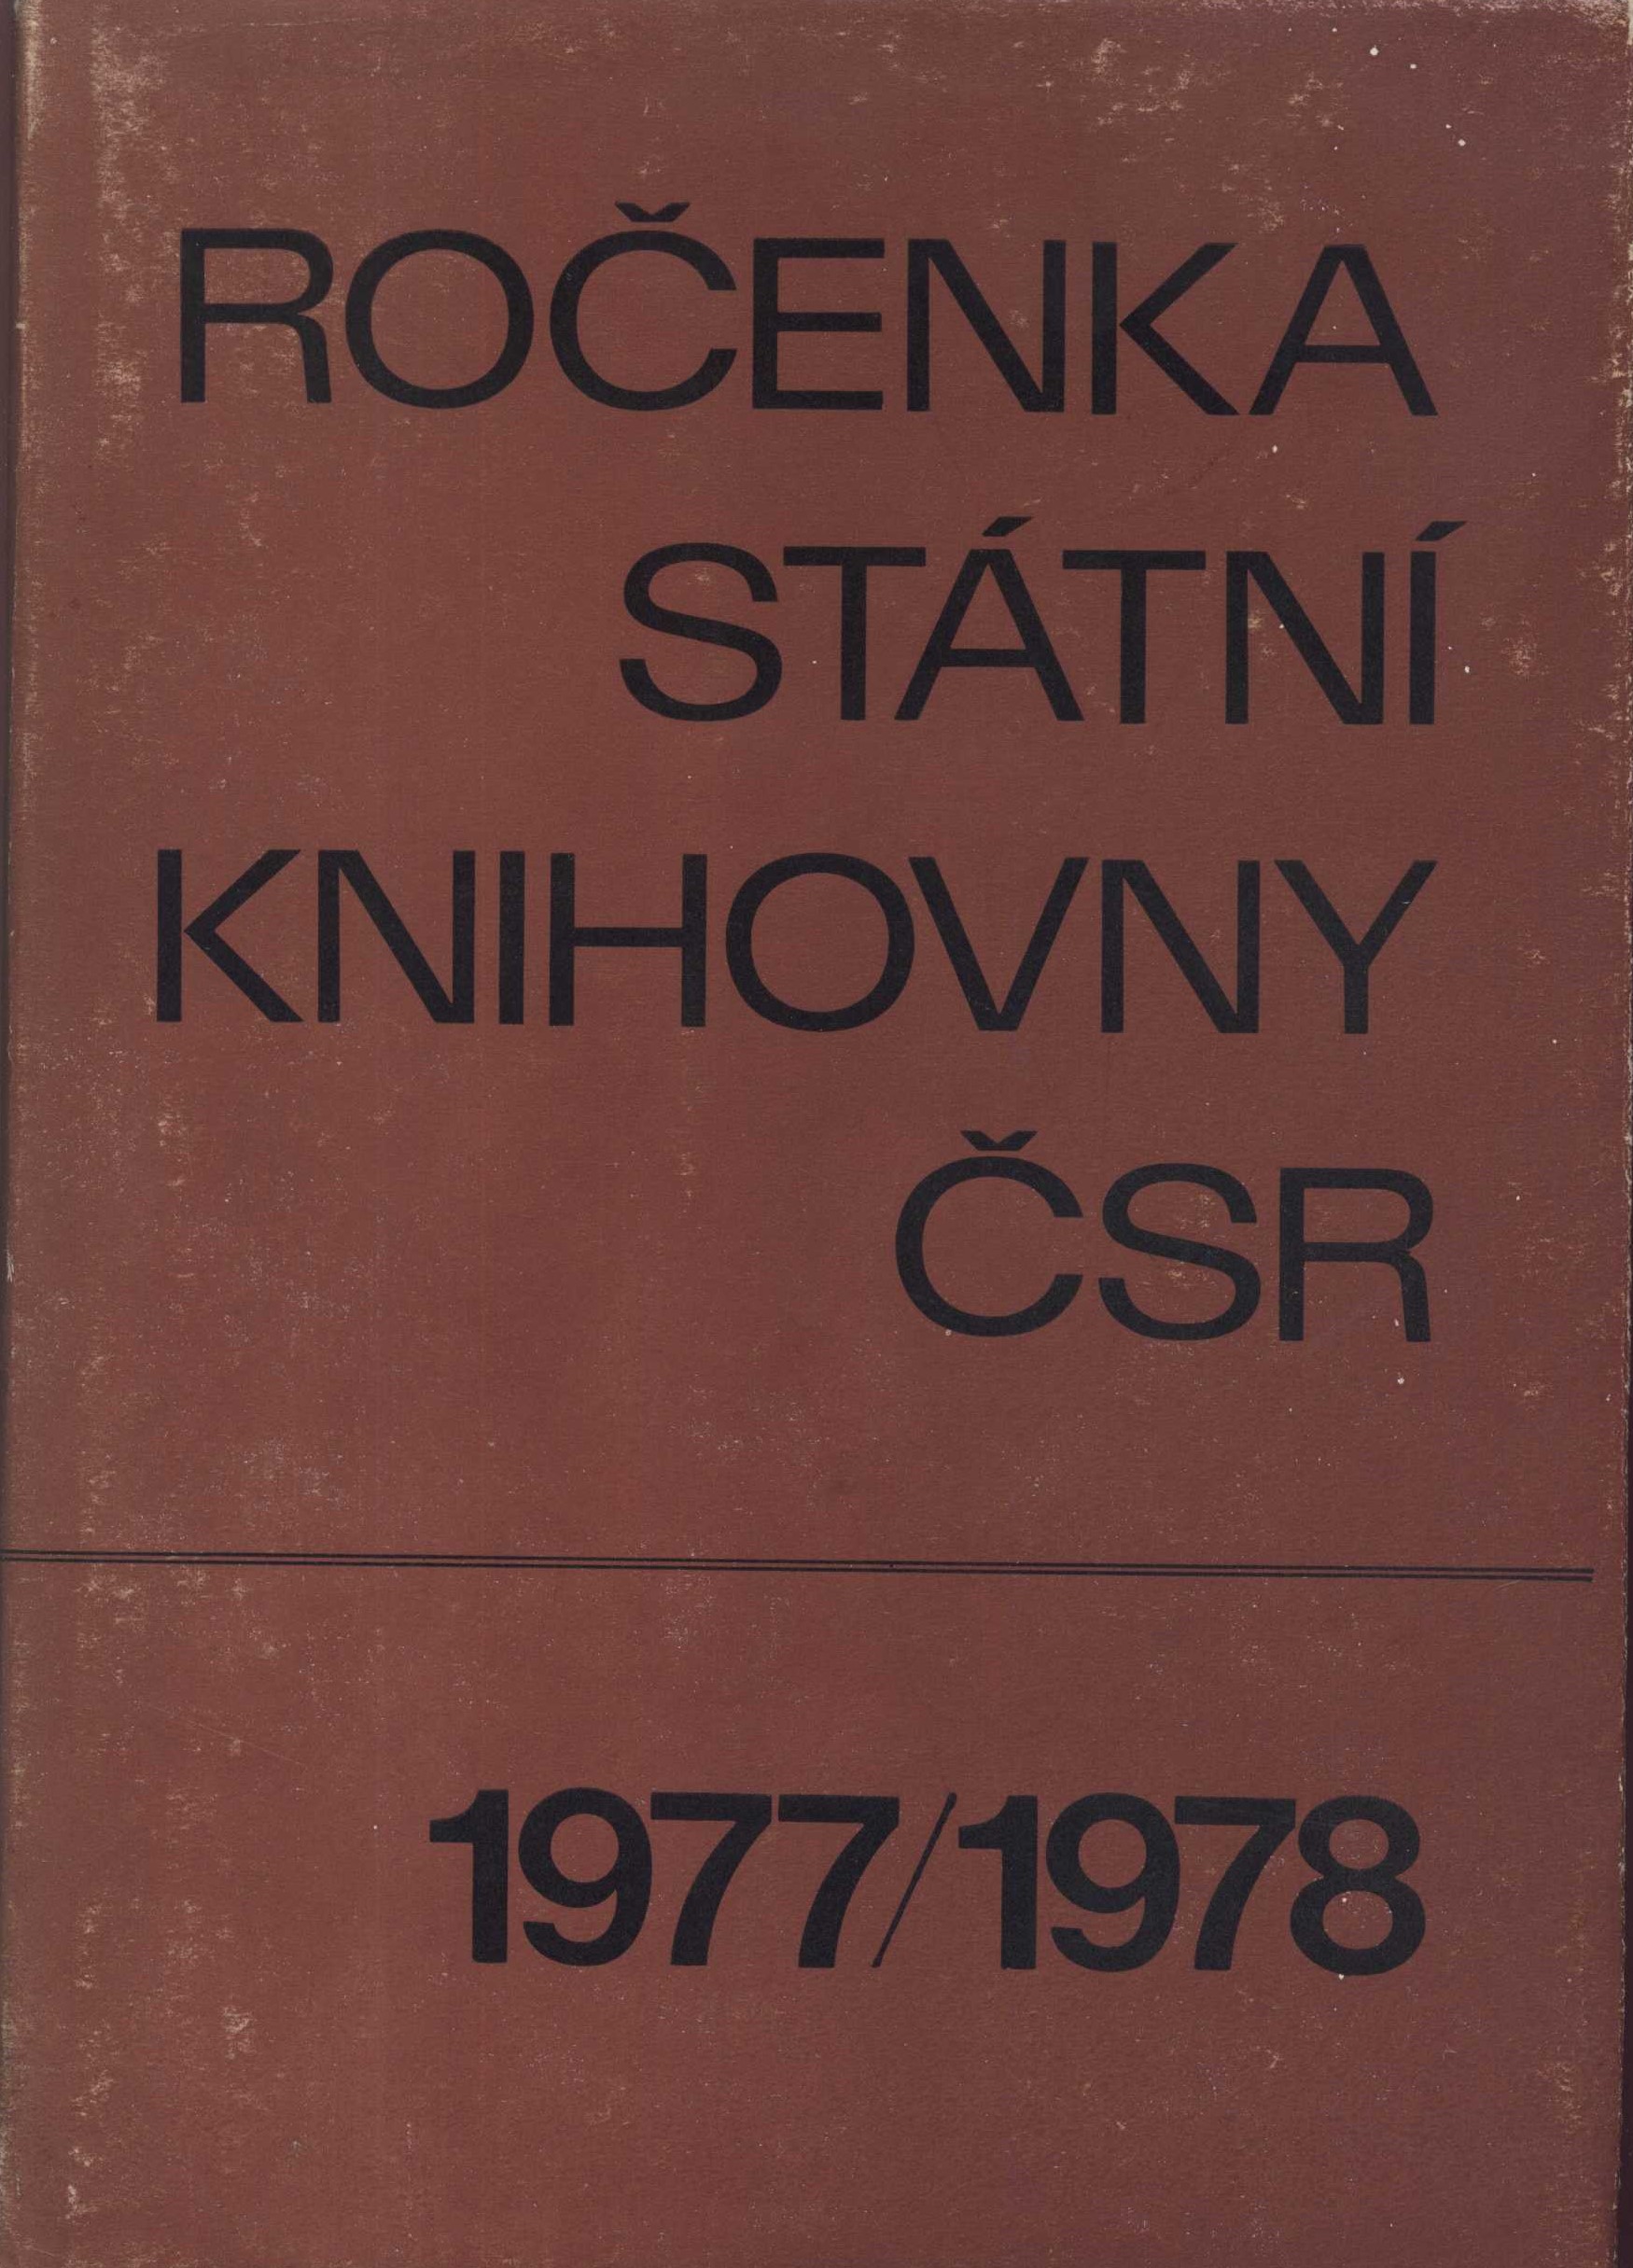 ROČENKA
STÁTNÍ
KNIHOVNY
ČSR
1977/1978